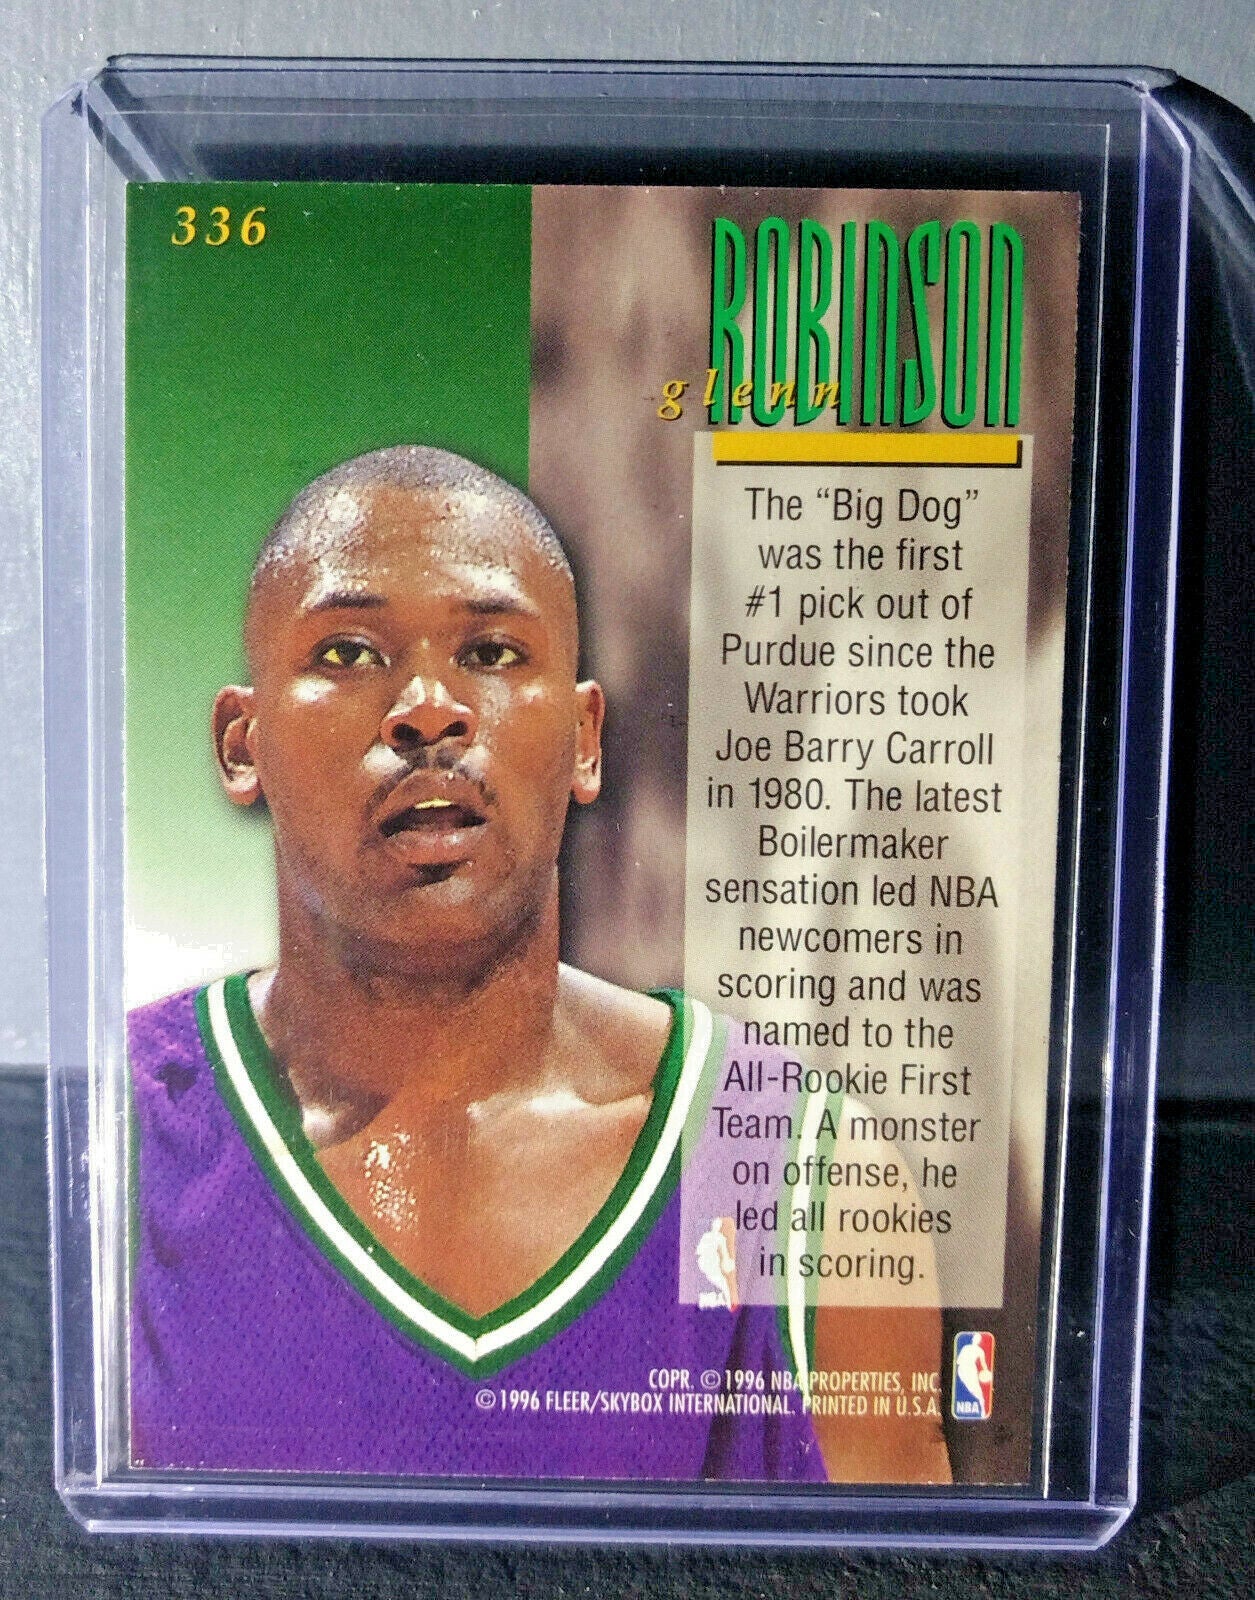 336
ROBINSON
glenn
The “Big Dog”
was the first
#1 pick out of
Purdue since the
Warriors took
Joe Barry Carroll
in 1980. The latest
Boilermaker
sensation led NBA
newcomers in
scoring and was
named to the
All-Rookie First
Team. A monster
on offense, he
led all rookies
in scoring.
COPR. © 1996 NBA PROPERTIES, INC.
© 1996 FLEER/SKYBOX INTERNATIONAL. PRINTED IN U.S.A.
NBA